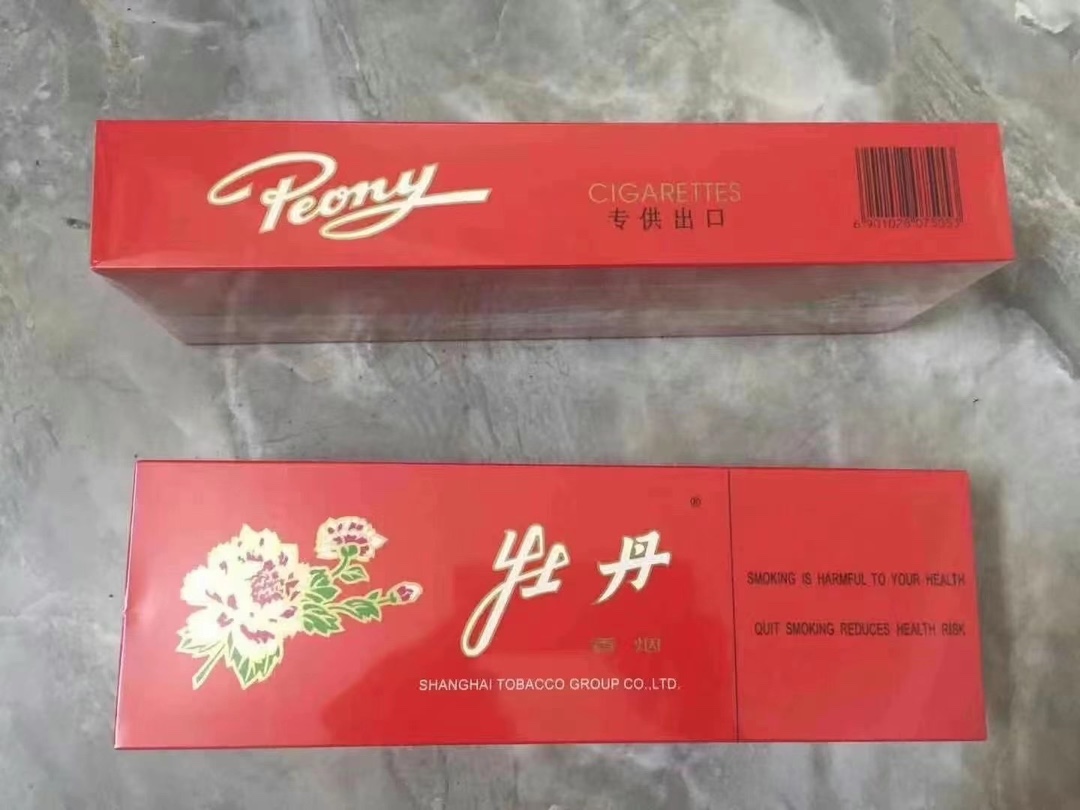 Peony
CIGARETTES
专供出口
牡丹
®
香烟
SHANGHAI TOBACCO GROUP CO.,LTD.
SMOKING IS HARMFUL TO YOUR HEALTH
QUIT SMOKING REDUCES HEALTH RISK